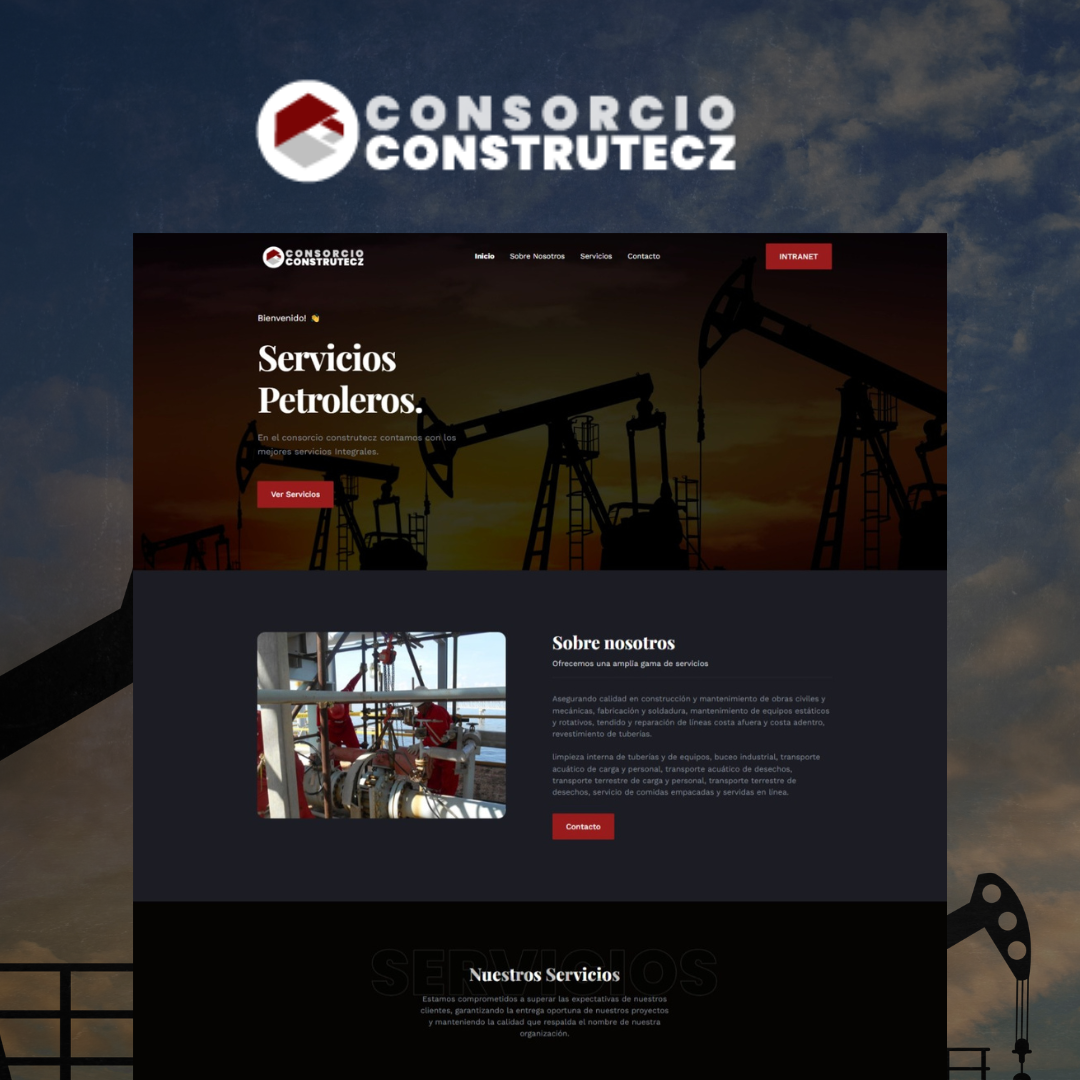 CONSORCIO
CONSTRUTECZ
CONSORCIO
CONSTRUTECZ
Inicio Sobre Nosotros Servicios Contacto
INTRANET
Bienvenido! 👋
Servicios
Petroleros.
En el consorcio construtecz contamos con los
mejores servicios Integrales.
Ver Servicios
Sobre nosotros
Ofrecemos una amplia gama de servicios
Asegurando calidad en construcción y mantenimiento de obras civiles y
mecánicas, fabricación y soldadura, mantenimiento de equipos estáticos
y rotativos, tendido y reparación de líneas costa afuera y costa adentro,
revestimiento de tuberías.
limpieza interna de tuberías y de equipos, buceo industrial, transporte
acuático de carga y personal, transporte acuático de desechos,
transporte terrestre de carga y personal, transporte terrestre de
desechos, servicio de comidas empacadas y servidas en línea.
Contacto
SERVICIOS
Nuestros Servicios
Estamos comprometidos a superar las expectativas de nuestros
clientes, garantizando la entrega oportuna de nuestros proyectos
y manteniendo la calidad que respalda el nombre de nuestra
organización.